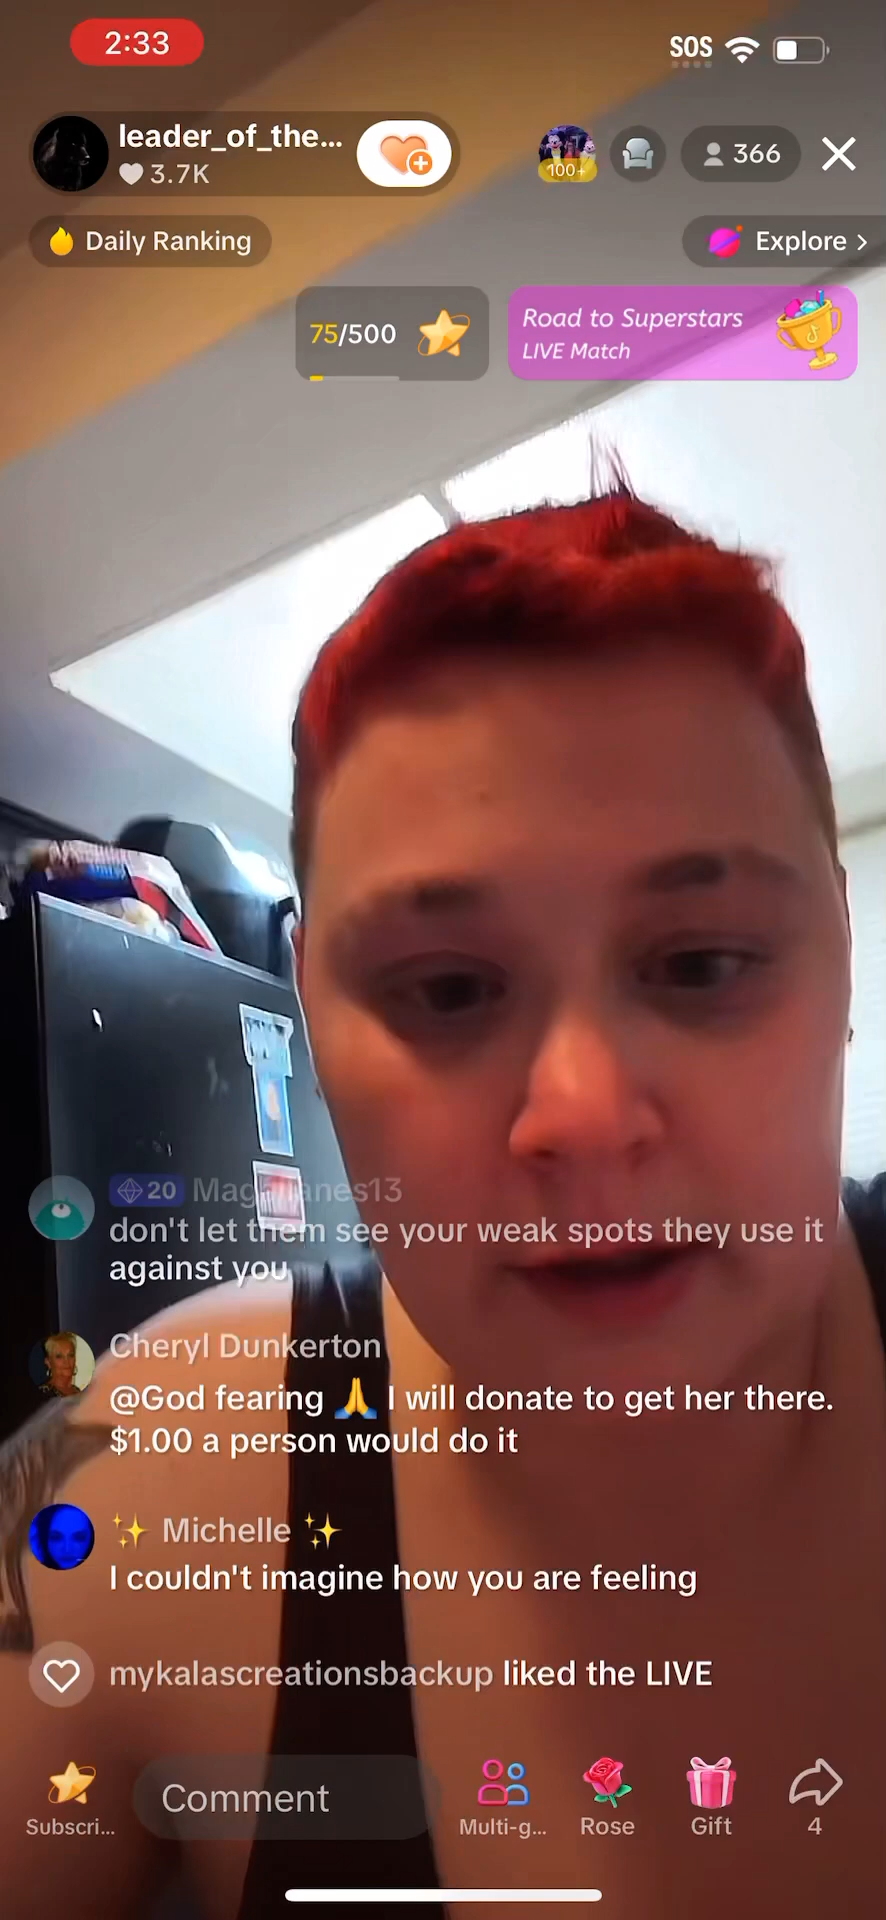 2:33
SOS
leader_of_the...
3.7K
100+
366
Daily Ranking
Explore >
75/500
Road to Superstars
LIVE Match
20
don't let them see your weak spots they use it
against you
Cheryl Dunkerton
@God fearing 🙏 I will donate to get her there.
$1.00 a person would do it
✨ Michelle ✨
I couldn't imagine how you are feeling
mykalascreationsbackup liked the LIVE
Subscri...
Comment
Multi-g...
Rose
Gift
4